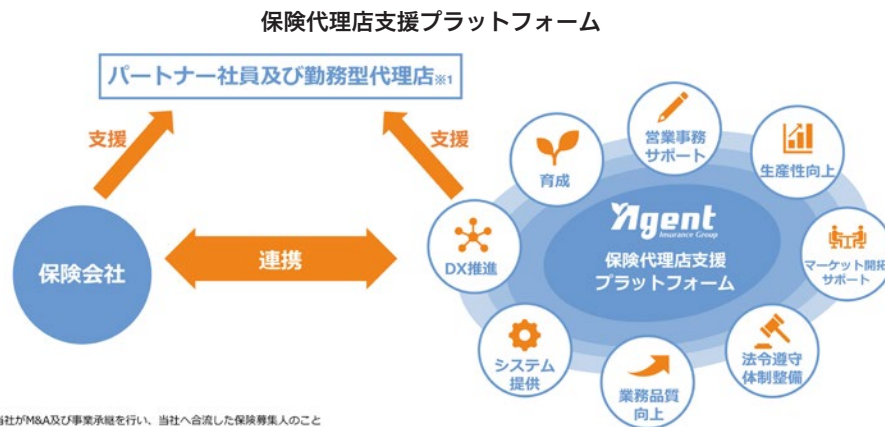 保険代理店支援プラットフォーム
パートナー社員及び勤務型代理店※1
支援
支援
保険会社
連携
営業事務
サポート
育成
生産性向上
DX推進
Agent
Insurance Group
保険代理店支援
プラットフォーム
マーケット開拓
サポート
システム
提供
業務品質
向上
法令遵守
体制整備
当社がM&A及び事業承継を行い、当社へ合流した保険募集人のこと